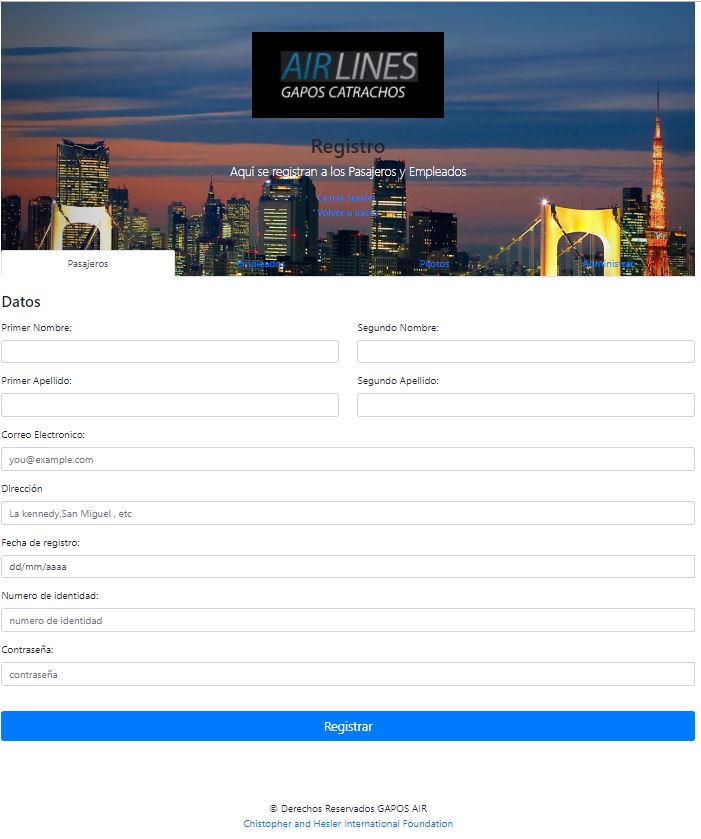 AIRLINES
GAPOS CATRACHOS
Registro
Aquí se registran a los Pasajeros y Empleados
Cerrar sesión
Volver a inicio
Pasajeros Empleados Pilotos Administrar
Datos
Primer Nombre: Segundo Nombre:
Primer Apellido: Segundo Apellido:
Correo Electronico:
you@example.com
Dirección
La kennedy,San Miguel , etc
Fecha de registro:
dd/mm/aaaa
Numero de identidad:
numero de identidad
Contraseña:
contraseña
Registrar
© Derechos Reservados GAPOS AIR
Chistopher and Hesler International Foundation